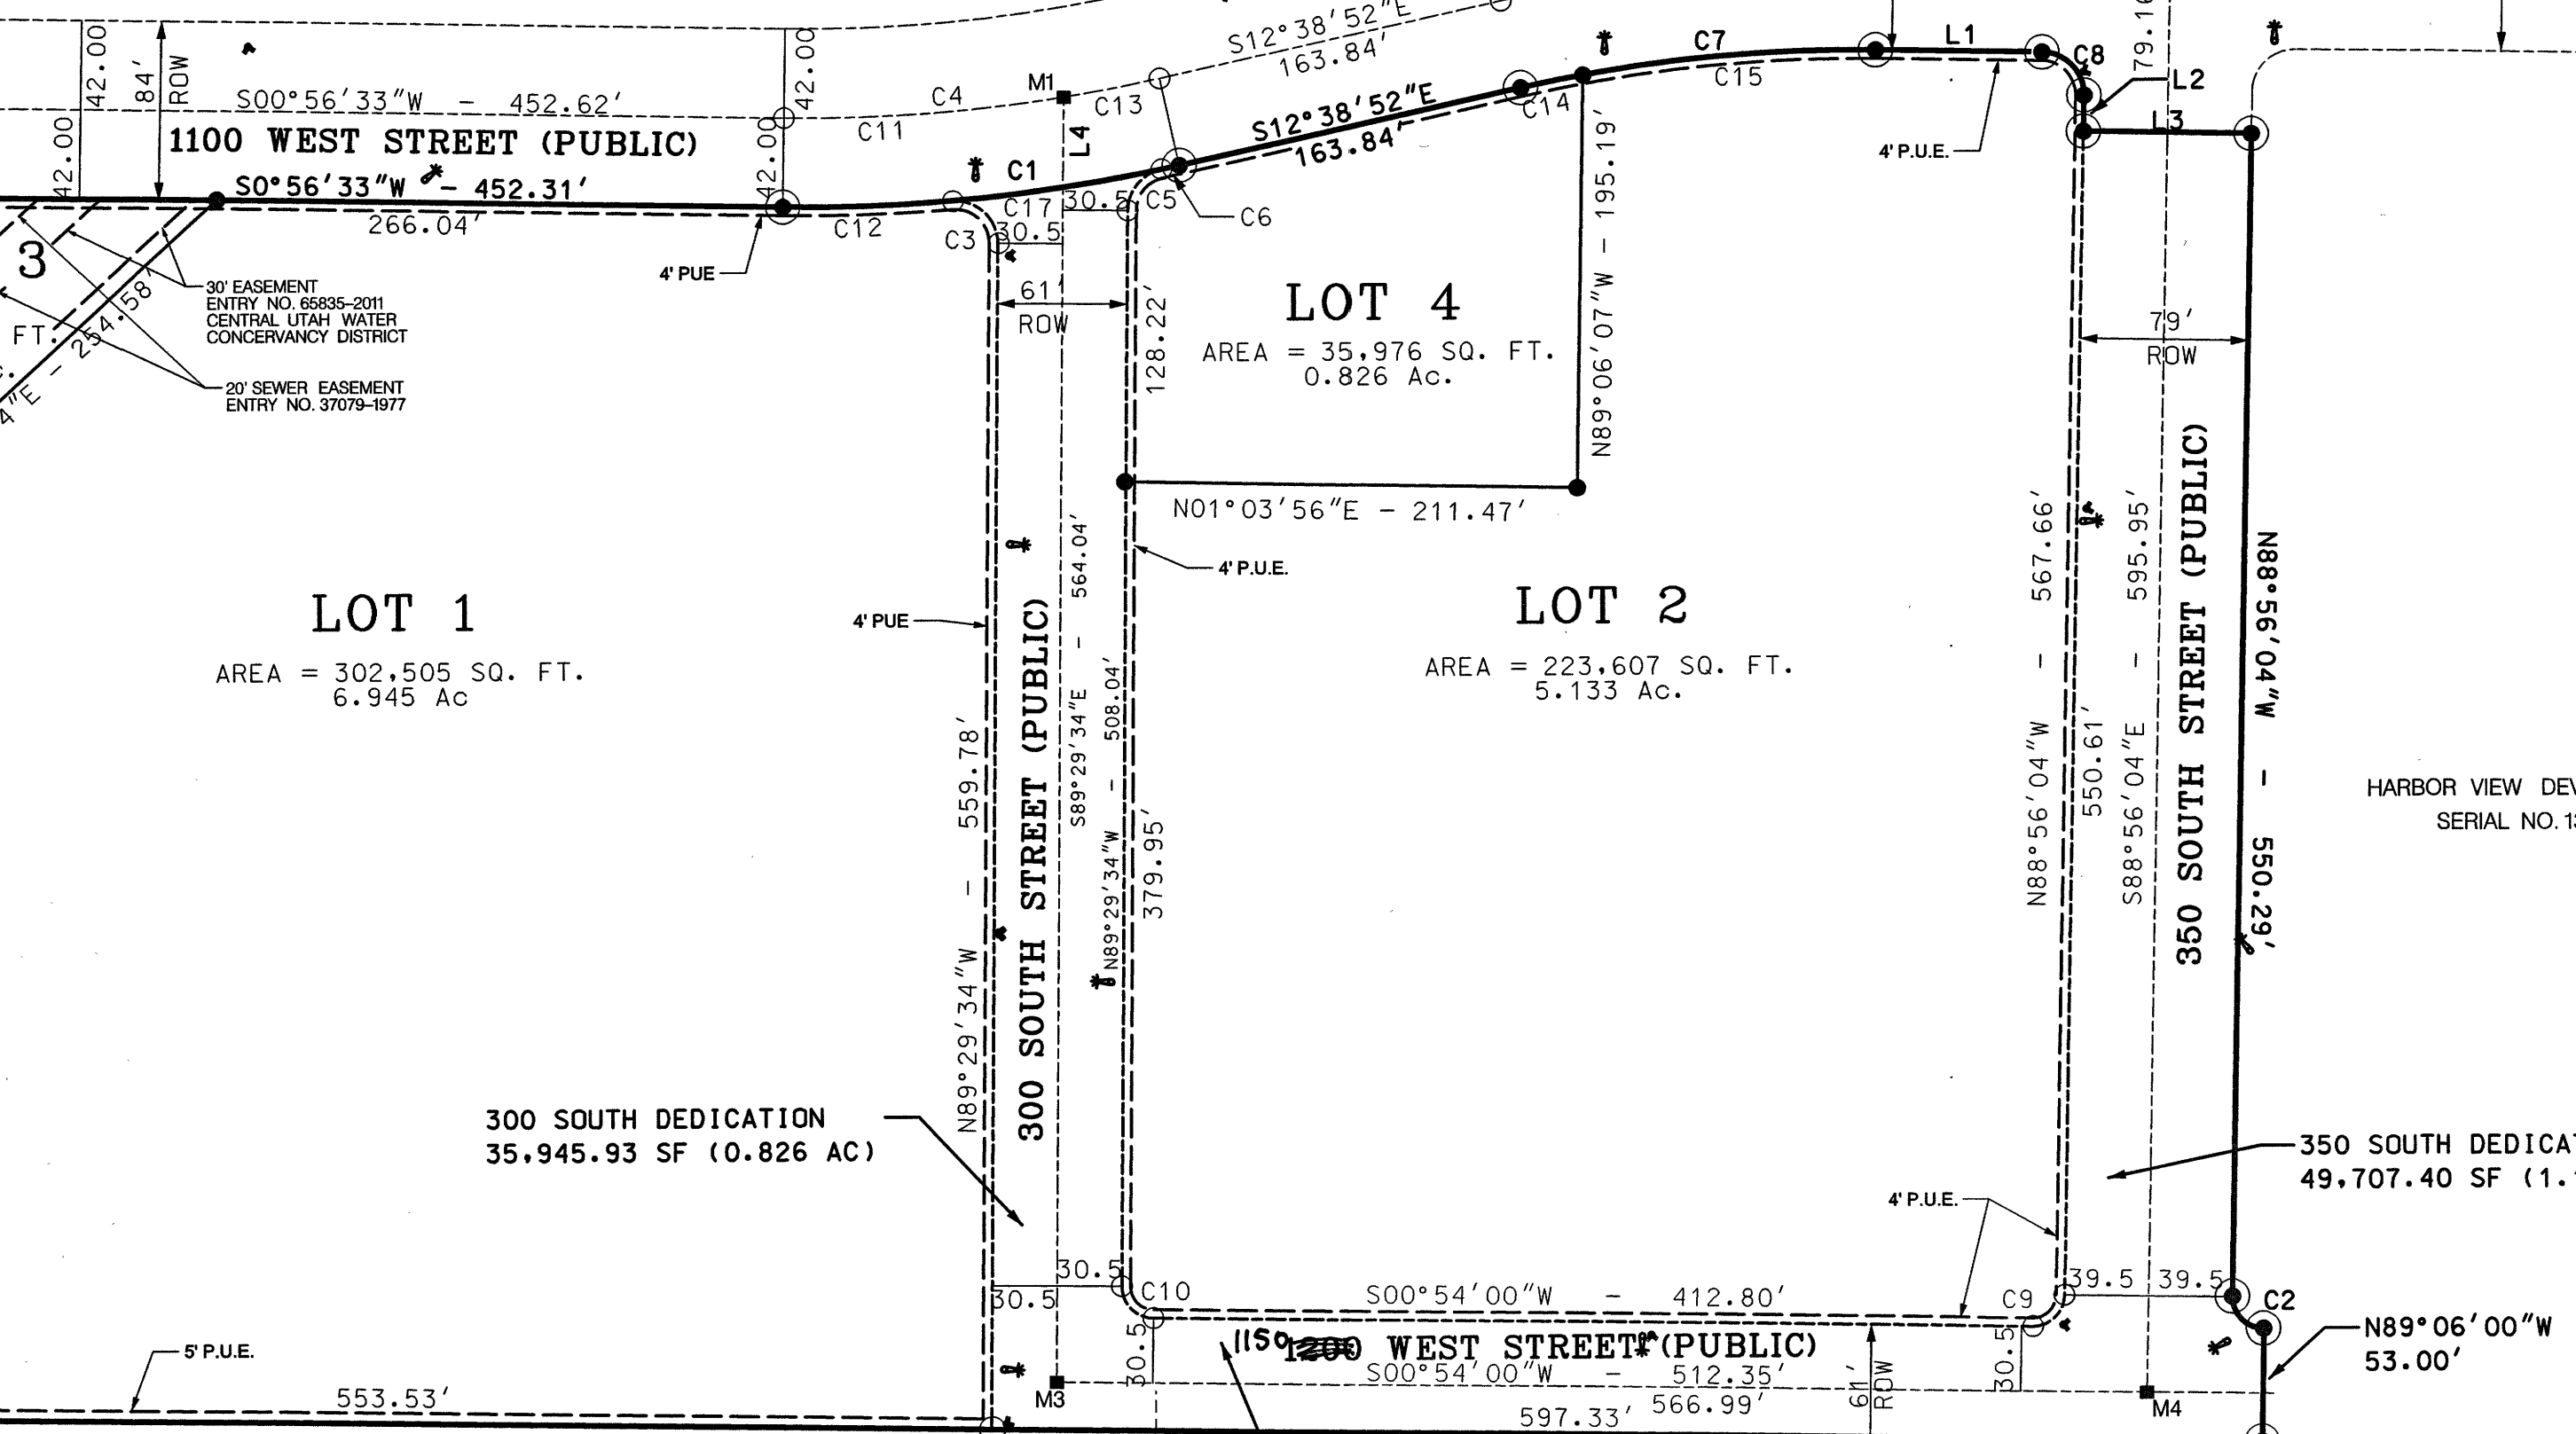 S12°38'52"E
163.84'
C7
L1
C8
79.16
L2
L3
42.00
84'
ROW
42.00
S00°56'33"W - 452.62'
C4
M1
C13
C11
1100 WEST STREET (PUBLIC)
42.00
42.00
S0°56'33"W - 452.31'
266.04'
C12
4' PUE
C1
L4
C17
30.5
C3
30.5
C5
C6
S12°38'52"E
163.84'
C14
C15
4' P.U.E.
3
FT.
4"E - 254.58'
30' EASEMENT
ENTRY NO. 65835-2011
CENTRAL UTAH WATER
CONCERVANCY DISTRICT
20' SEWER EASEMENT
ENTRY NO. 37079-1977
61'
ROW
128.22'
LOT 4
AREA = 35,976 SQ. FT.
0.826 Ac.
N89°06'07"W - 195.19'
N01°03'56"E - 211.47'
4' P.U.E.
79'
ROW
LOT 1
AREA = 302,505 SQ. FT.
6.945 Ac
4' PUE
N89°29'34"W - 559.78'
300 SOUTH STREET (PUBLIC)
S89°29'34"E - 564.04'
N89°29'34"W - 508.04'
379.95'
LOT 2
AREA = 223,607 SQ. FT.
5.133 Ac.
N88°56'04"W - 567.66'
550.61'
S88°56'04"E - 595.95'
350 SOUTH STREET (PUBLIC)
N88°56'04"W - 550.29'
HARBOR VIEW DEV
SERIAL NO. 13
300 SOUTH DEDICATION
35,945.93 SF (0.826 AC)
350 SOUTH DEDICA
49,707.40 SF (1.
4' P.U.E.
30.5
30.5
C10
S00°54'00"W - 412.80'
C9
39.5
39.5
C2
N89°06'00"W
53.00'
30.5
1150 1200 WEST STREET (PUBLIC)
30.5
S00°54'00"W - 512.35'
566.99'
597.33'
61'
ROW
M3
M4
5' P.U.E.
553.53'